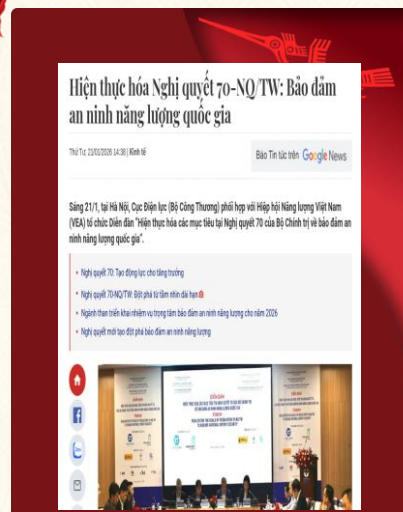 Hiện thực hóa Nghị quyết 70-NQ/TW: Bảo đảm
an ninh năng lượng quốc gia
Thứ Tư, 21/01/2026 14:38 | Kinh tế
Báo Tin tức trên Google News
Sáng 21/1, tại Hà Nội, Cục Điện lực (Bộ Công Thương) phối hợp với Hiệp hội Năng lượng Việt Nam
(VEA) tổ chức Diễn đàn "Hiện thực hóa các mục tiêu tại Nghị quyết 70 của Bộ Chính trị về bảo đảm an
ninh năng lượng quốc gia".
Nghị quyết 70: Tạo động lực cho tăng trưởng
Nghị quyết 70-NQ/TW: Đột phá từ tầm nhìn dài hạn
Ngành than triển khai nhiệm vụ trọng tâm bảo đảm an ninh năng lượng cho năm 2026
Nghị quyết mới tạo đột phá bảo đảm an ninh năng lượng
DIỄN ĐÀN